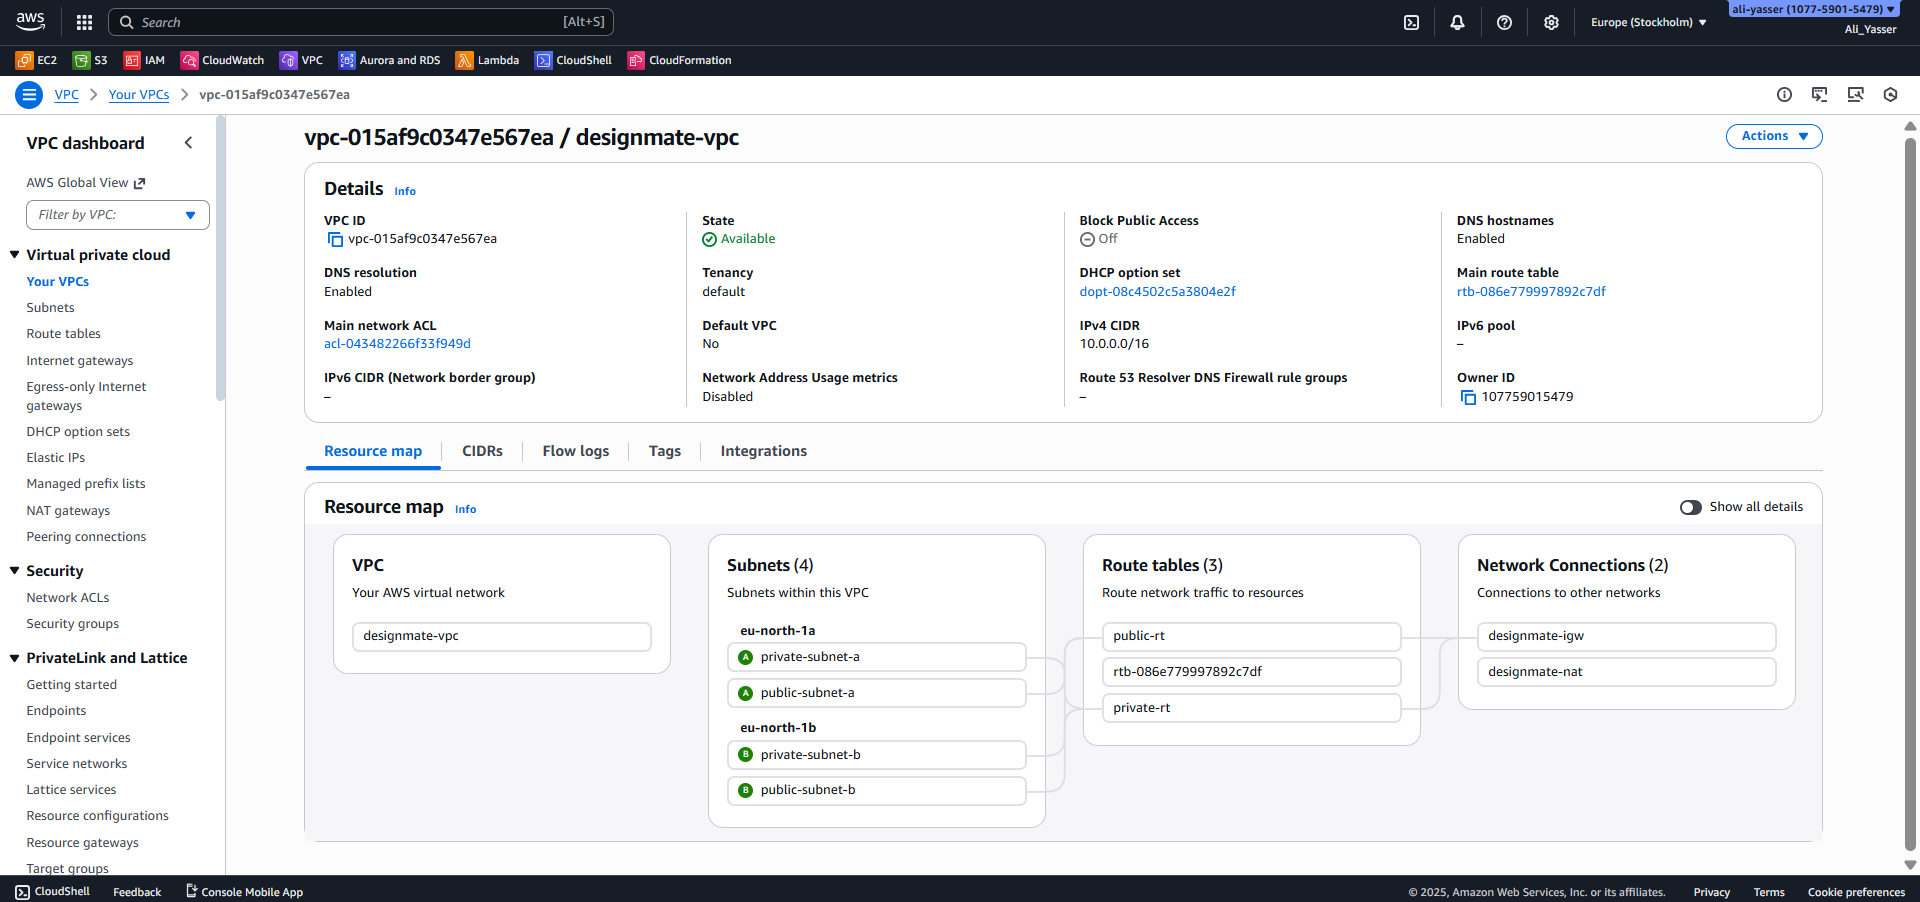 aws
Search
[Alt+S]
Europe (Stockholm)
ali-yasser (1077-5901-5479)
Ali_Yasser
EC2
S3
IAM
CloudWatch
VPC
Aurora and RDS
Lambda
CloudShell
CloudFormation
VPC
Your VPCs
vpc-015af9c0347e567ea
VPC dashboard
AWS Global View
Filter by VPC:
Virtual private cloud
Your VPCs
Subnets
Route tables
Internet gateways
Egress-only Internet
gateways
DHCP option sets
Elastic IPs
Managed prefix lists
NAT gateways
Peering connections
Security
Network ACLs
Security groups
PrivateLink and Lattice
Getting started
Endpoints
Endpoint services
Service networks
Lattice services
Resource configurations
Resource gateways
Target groups
vpc-015af9c0347e567ea / designmate-vpc
Actions
Details Info
VPC ID
vpc-015af9c0347e567ea
State
Available
Block Public Access
Off
DNS hostnames
Enabled
DNS resolution
Enabled
Tenancy
default
DHCP option set
dopt-08c4502c5a3804e2f
Main route table
rtb-086e779997892c7df
Main network ACL
acl-043482266f33f949d
Default VPC
No
IPv4 CIDR
10.0.0.0/16
IPv6 pool
–
IPv6 CIDR (Network border group)
–
Network Address Usage metrics
Disabled
Route 53 Resolver DNS Firewall rule groups
–
Owner ID
107759015479
Resource map
CIDRs
Flow logs
Tags
Integrations
Resource map Info
Show all details
VPC
Your AWS virtual network
designmate-vpc
Subnets (4)
Subnets within this VPC
eu-north-1a
A private-subnet-a
A public-subnet-a
eu-north-1b
B private-subnet-b
B public-subnet-b
Route tables (3)
Route network traffic to resources
public-rt
rtb-086e779997892c7df
private-rt
Network Connections (2)
Connections to other networks
designmate-igw
designmate-nat
CloudShell
Feedback
Console Mobile App
© 2025, Amazon Web Services, Inc. or its affiliates.
Privacy
Terms
Cookie preferences